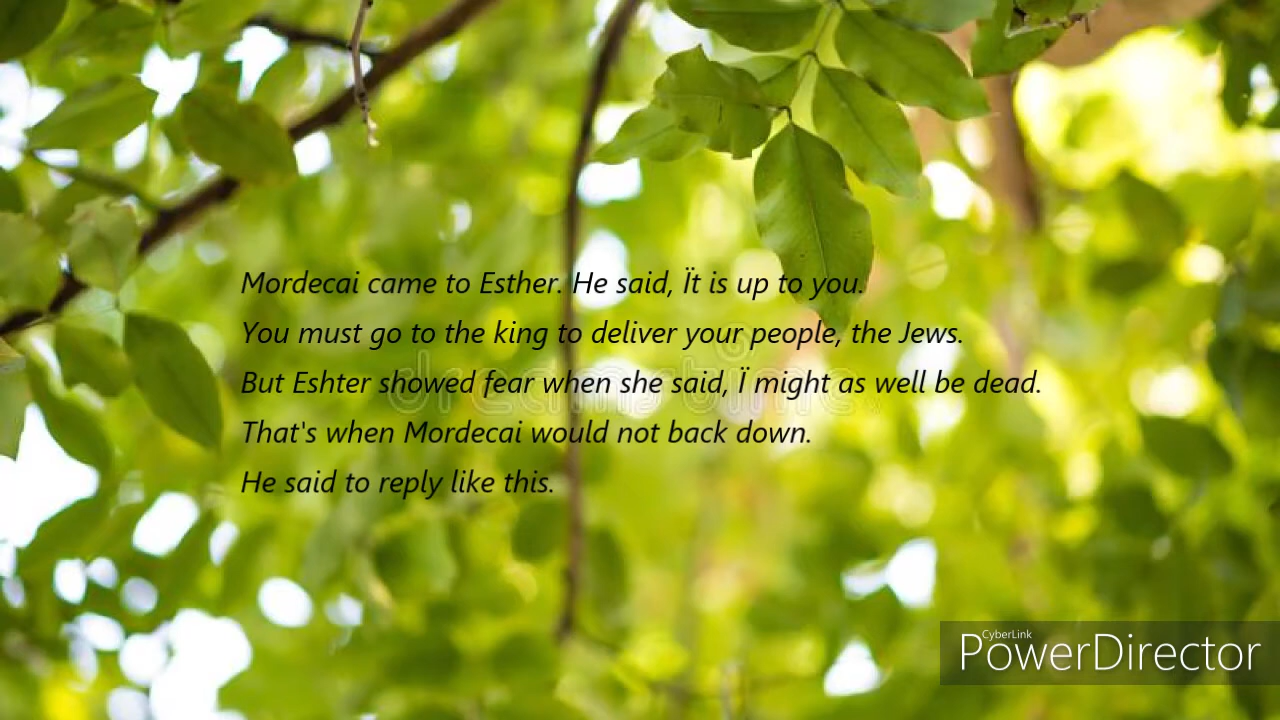 Mordecai came to Esther. He said, Ït is up to you.
You must go to the king to deliver your people, the Jews.
But Eshter showed fear when she said, Ï might as well be dead.
That's when Mordecai would not back down.
He said to reply like this.
dreamstime
CyberLink
PowerDirector